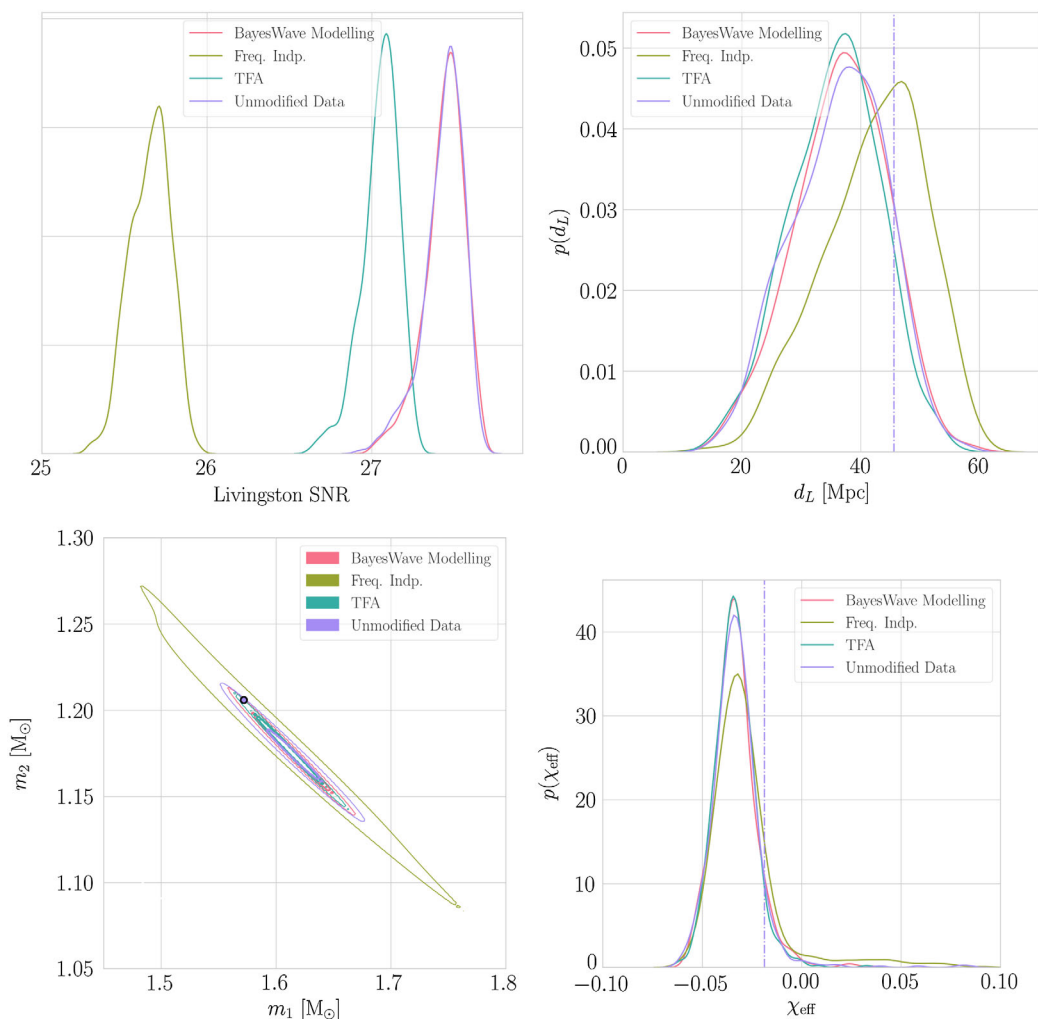 BayesWave Modelling
Freq. Indp.
TFA
Unmodified Data
25
26
27
Livingston SNR
BayesWave Modelling
Freq. Indp.
TFA
Unmodified Data
0.05
0.04
0.03
0.02
0.01
0.00
p(d_L)
0
20
40
60
d_L [Mpc]
BayesWave Modelling
Freq. Indp.
TFA
Unmodified Data
1.30
1.25
1.20
1.15
1.10
1.05
m₂ [M⊙]
1.5
1.6
1.7
1.8
m₁ [M⊙]
BayesWave Modelling
Freq. Indp.
TFA
Unmodified Data
40
30
20
10
0
p(χ_eff)
−0.10
−0.05
0.00
0.05
0.10
χ_eff